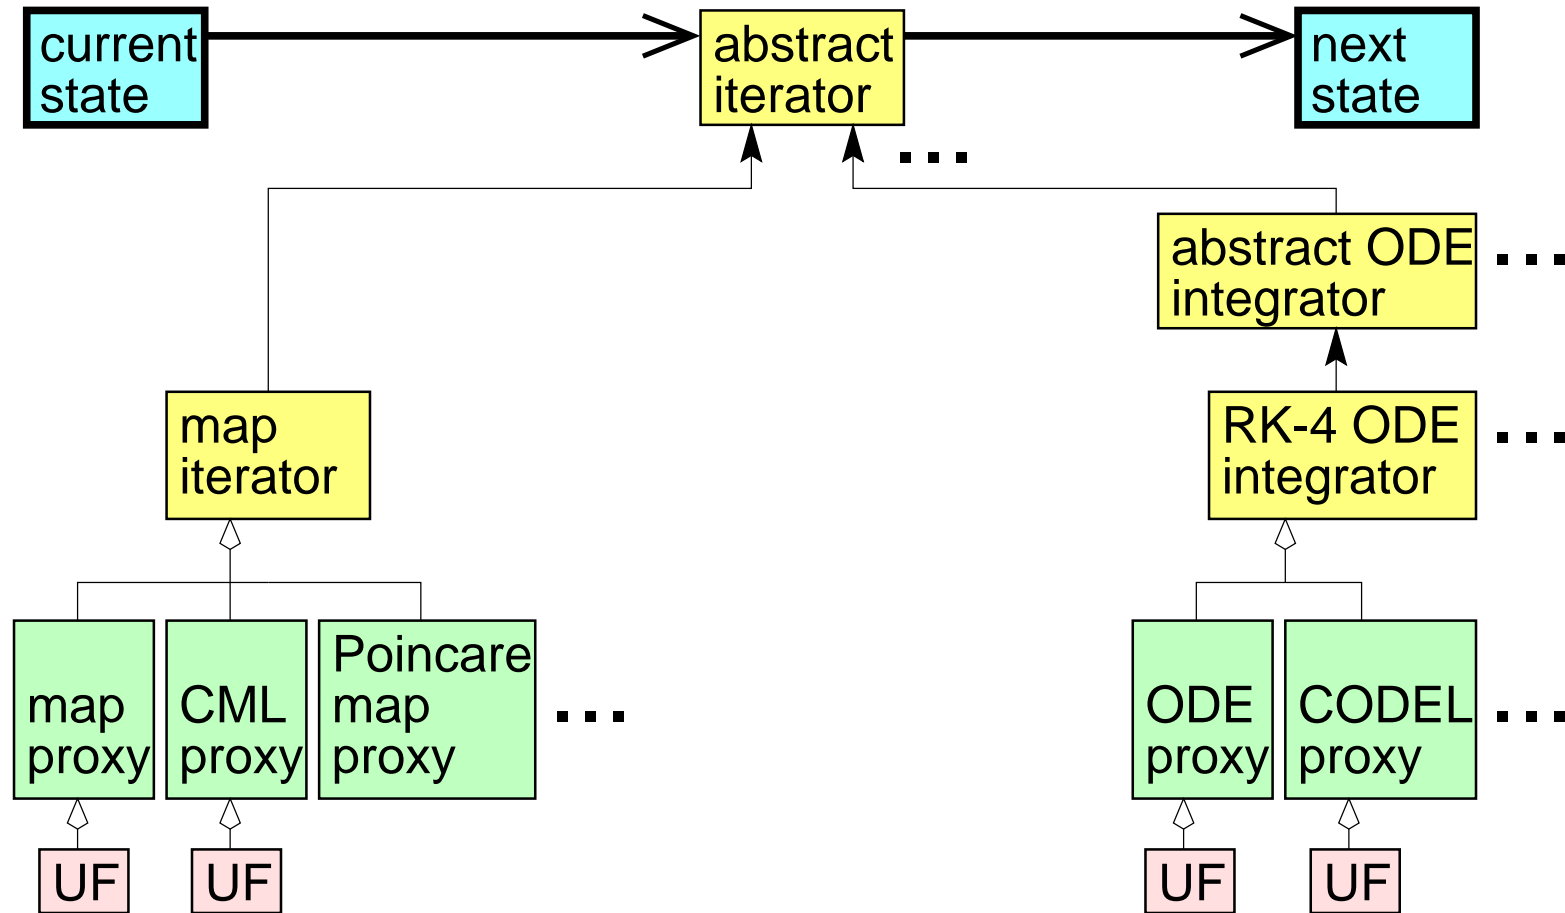 current
state
abstract
iterator
next
state
...
abstract ODE
integrator
...
map
iterator
RK-4 ODE
integrator
...
map
proxy
CML
proxy
Poincare
map
proxy
...
ODE
proxy
CODEL
proxy
...
UF
UF
UF
UF